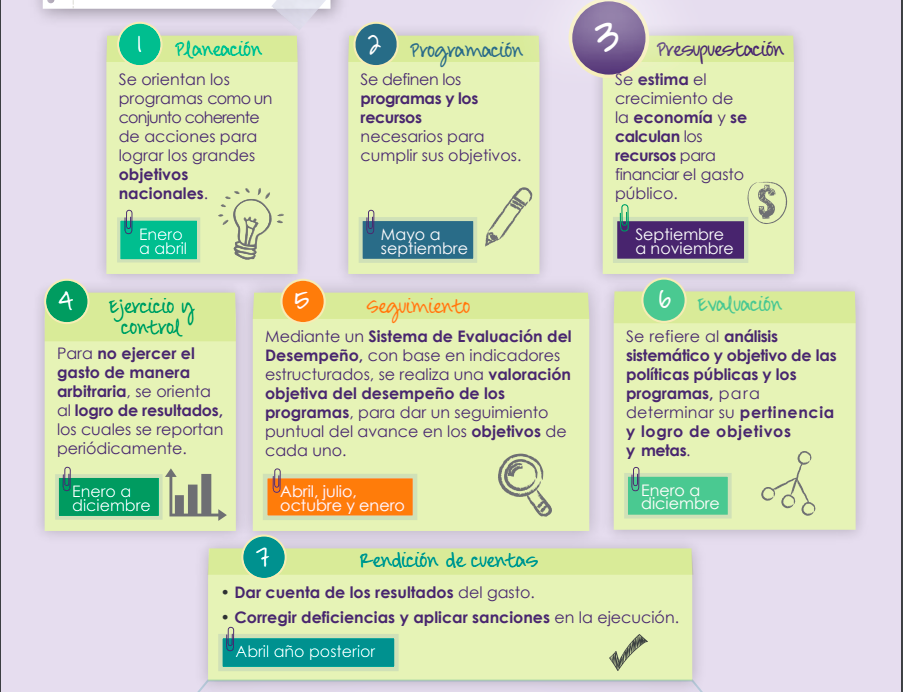 1 Planeación
Se orientan los
programas como un
conjunto coherente
de acciones para
lograr los grandes
objetivos
nacionales.
Enero
a abril
2 Programación
Se definen los
programas y los
recursos
necesarios para
cumplir sus objetivos.
Mayo a
septiembre
3 Presupuestación
Se estima el
crecimiento de
la economía y se
calculan los
recursos para
financiar el gasto
público.
$
Septiembre
a noviembre
4 Ejercicio y
control
Para no ejercer el
gasto de manera
arbitraria, se orienta
al logro de resultados,
los cuales se reportan
periódicamente.
Enero a
diciembre
5 Seguimiento
Mediante un Sistema de Evaluación del
Desempeño, con base en indicadores
estructurados, se realiza una valoración
objetiva del desempeño de los
programas, para dar un seguimiento
puntual del avance en los objetivos de
cada uno.
Abril, julio,
octubre y enero
6 Evaluación
Se refiere al análisis
sistemático y objetivo de las
políticas públicas y los
programas, para
determinar su pertinencia
y logro de objetivos
y metas.
Enero a
diciembre
7 Rendición de cuentas
• Dar cuenta de los resultados del gasto.
• Corregir deficiencias y aplicar sanciones en la ejecución.
Abril año posterior